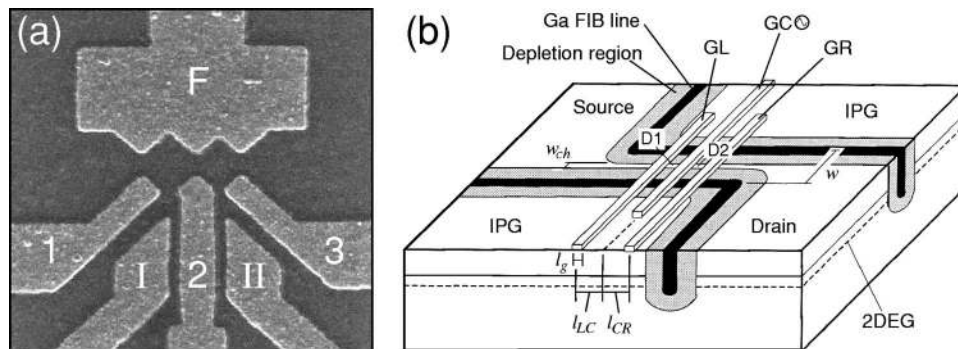 (a)
F
1
I
2
II
3
(b)
Ga FIB line
GC
Depletion region
GL
GR
Source
IPG
D1
D2
w_ch
w
IPG
Drain
l_g
l_LC
l_CR
2DEG